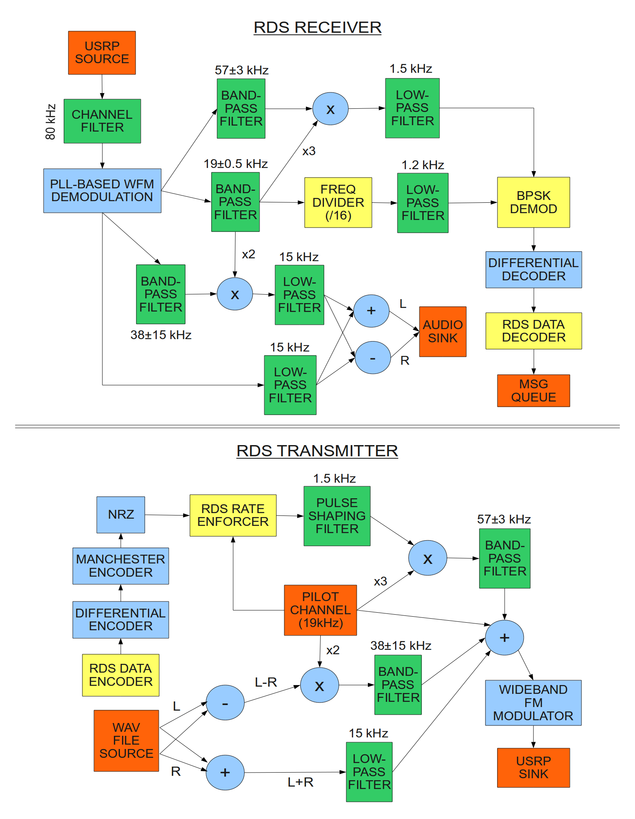 RDS RECEIVER
USRP
SOURCE
80 kHz
CHANNEL
FILTER
PLL-BASED WFM
DEMODULATION
57±3 kHz
BAND-
PASS
FILTER
x
1.5 kHz
LOW-
PASS
FILTER
x3
19±0.5 kHz
BAND-
PASS
FILTER
FREQ
DIVIDER
(/16)
1.2 kHz
LOW-
PASS
FILTER
BPSK
DEMOD
x2
BAND-
PASS
FILTER
38±15 kHz
x
15 kHz
LOW-
PASS
FILTER
+
L
-
R
AUDIO
SINK
15 kHz
LOW-
PASS
FILTER
DIFFERENTIAL
DECODER
RDS DATA
DECODER
MSG
QUEUE
RDS TRANSMITTER
NRZ
RDS RATE
ENFORCER
1.5 kHz
PULSE
SHAPING
FILTER
x
57±3 kHz
BAND-
PASS
FILTER
MANCHESTER
ENCODER
DIFFERENTIAL
ENCODER
RDS DATA
ENCODER
PILOT
CHANNEL
(19kHz)
x3
x2
+
WAV
FILE
SOURCE
L
R
-
L-R
x
38±15 kHz
BAND-
PASS
FILTER
+
L+R
15 kHz
LOW-
PASS
FILTER
WIDEBAND
FM
MODULATOR
USRP
SINK